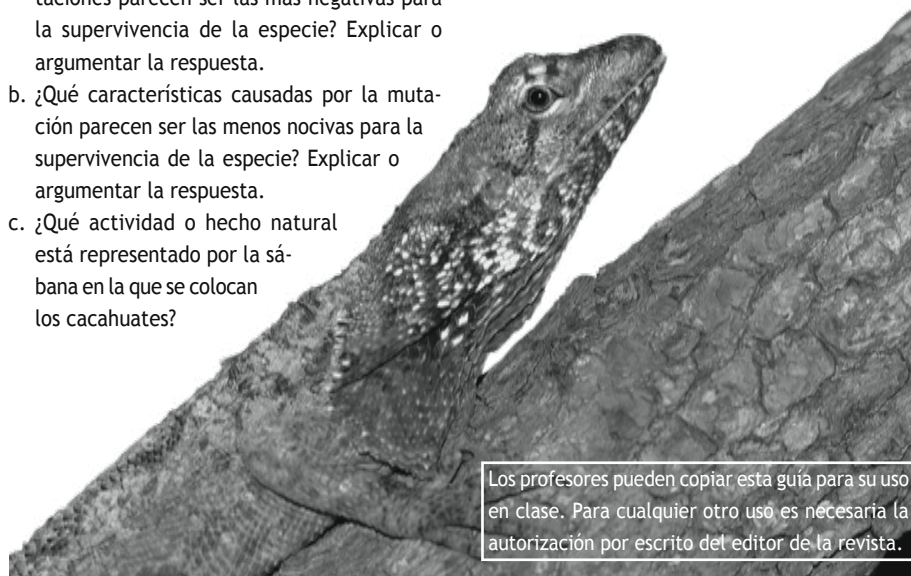 taciones parecen ser las más negativas para
la supervivencia de la especie? Explicar o
argumentar la respuesta.
b. ¿Qué características causadas por la muta-
ción parecen ser las menos nocivas para la
supervivencia de la especie? Explicar o
argumentar la respuesta.
c. ¿Qué actividad o hecho natural
está representado por la sá-
bana en la que se colocan
los cacahuates?
Los profesores pueden copiar esta guía para su uso
en clase. Para cualquier otro uso es necesaria la
autorización por escrito del editor de la revista.